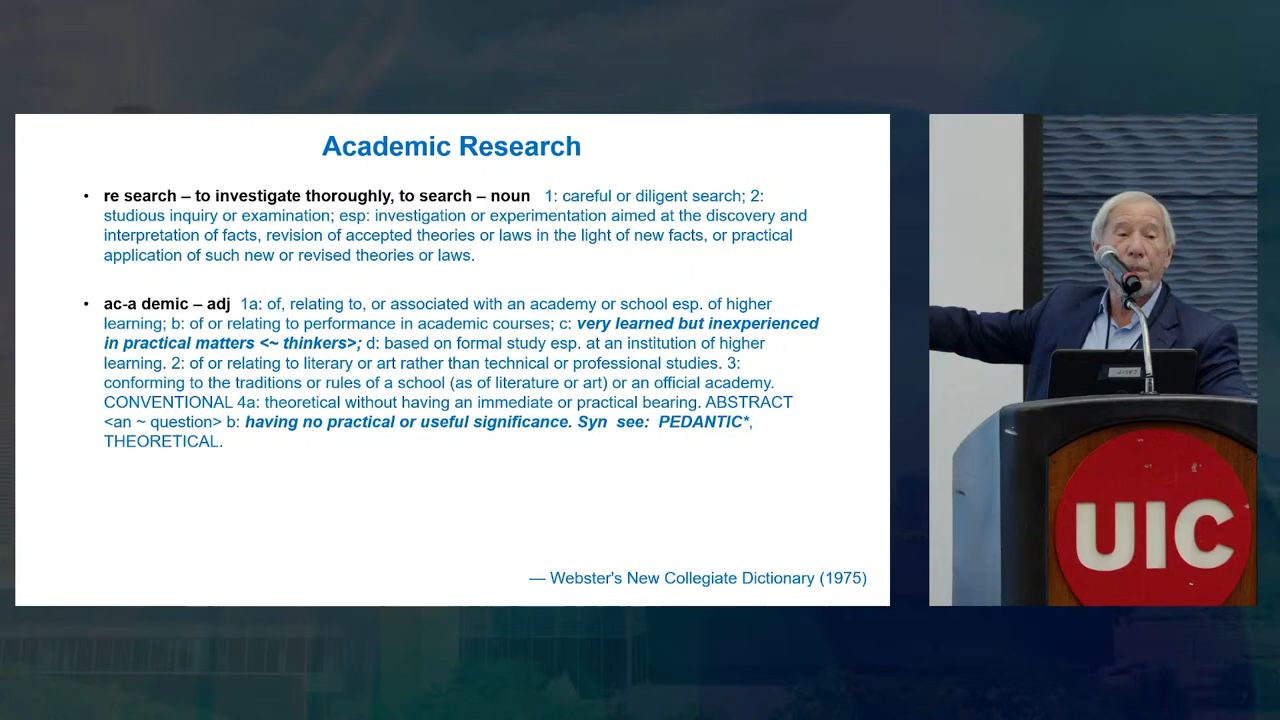 Academic Research
• re search – to investigate thoroughly, to search – noun 1: careful or diligent search; 2:
studious inquiry or examination; esp: investigation or experimentation aimed at the discovery and
interpretation of facts, revision of accepted theories or laws in the light of new facts, or practical
application of such new or revised theories or laws.
• ac-a demic – adj 1a: of, relating to, or associated with an academy or school esp. of higher
learning; b: of or relating to performance in academic courses; c: very learned but inexperienced
in practical matters <~ thinkers>; d: based on formal study esp. at an institution of higher
learning. 2: of or relating to literary or art rather than technical or professional studies. 3:
conforming to the traditions or rules of a school (as of literature or art) or an official academy.
CONVENTIONAL 4a: theoretical without having an immediate or practical bearing. ABSTRACT
<an ~ question> b: having no practical or useful significance. Syn see: PEDANTIC*,
THEORETICAL.
— Webster's New Collegiate Dictionary (1975)
UIC